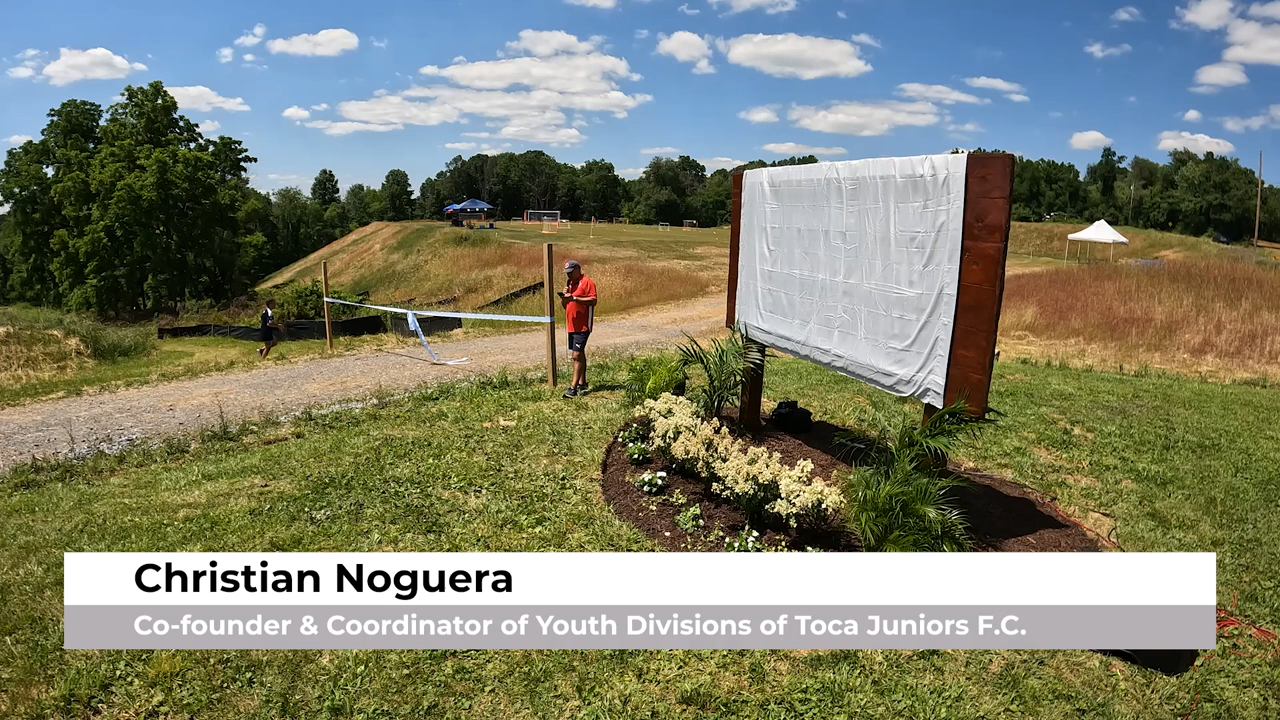 Christian Noguera
Co-founder & Coordinator of Youth Divisions of Toca Juniors F.C.